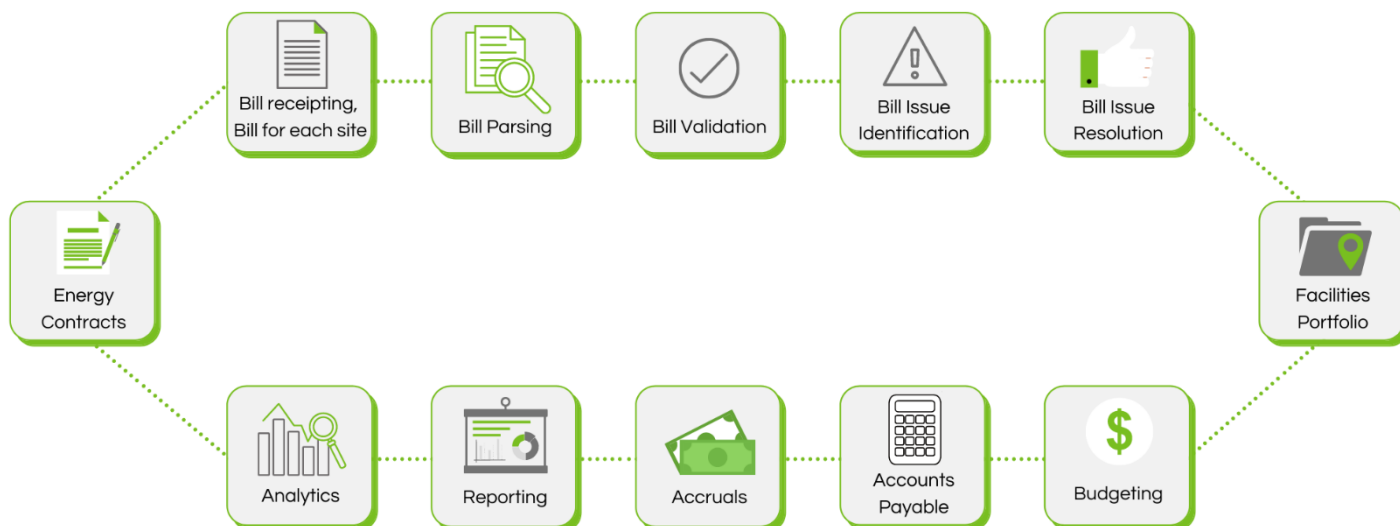 Bill receipting,
Bill for each site
Bill Parsing
Bill Validation
Bill Issue
Identification
Bill Issue
Resolution
Energy
Contracts
Facilities
Portfolio
Analytics
Reporting
Accruals
Accounts
Payable
$
Budgeting